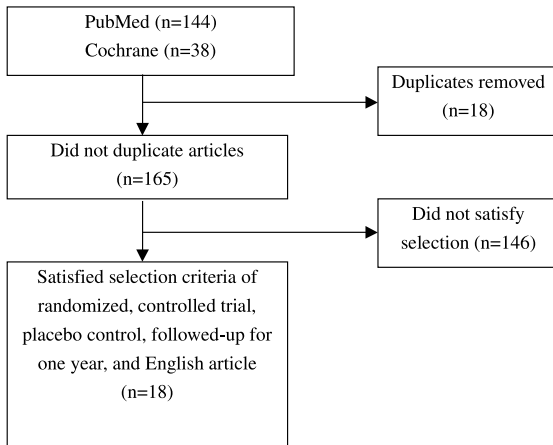 PubMed (n=144)
Cochrane (n=38)
Duplicates removed
(n=18)
Did not duplicate articles
(n=165)
Did not satisfy
selection (n=146)
Satisfied selection criteria of
randomized, controlled trial,
placebo control, followed-up for
one year, and English article
(n=18)